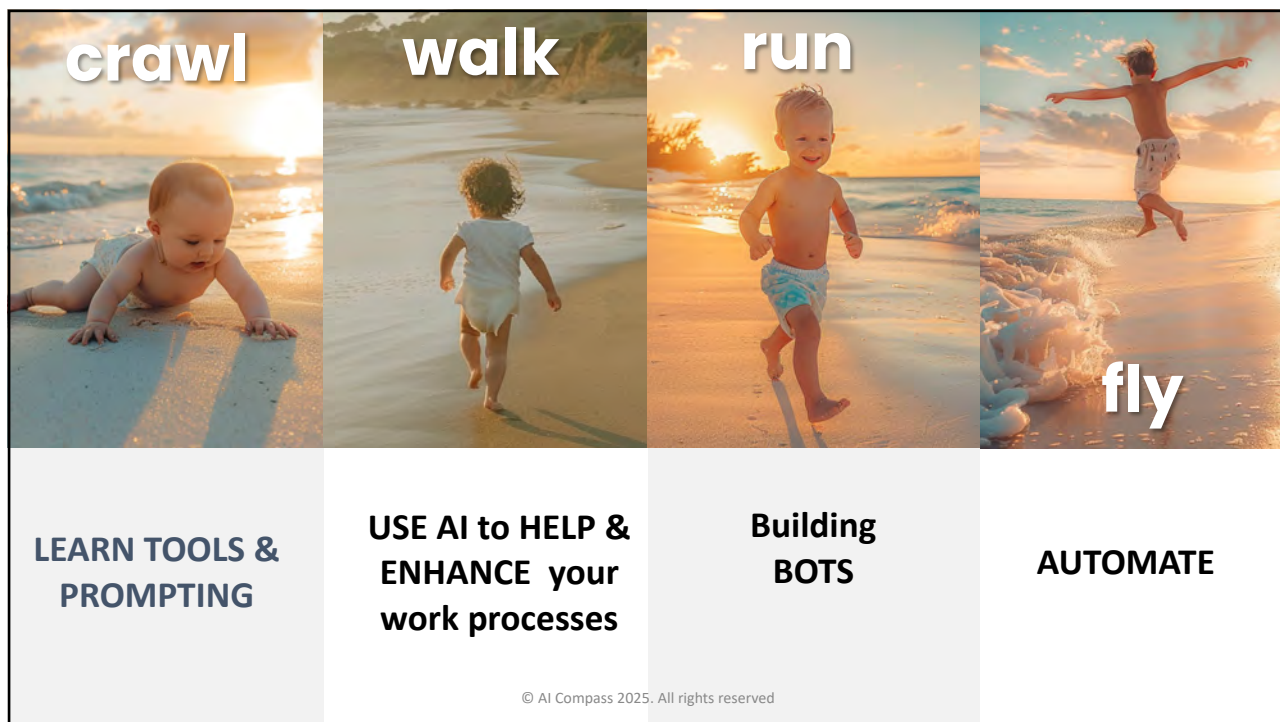 crawl
walk
run
fly
LEARN TOOLS &
PROMPTING
USE AI to HELP &
ENHANCE  your
work processes
Building
BOTS
AUTOMATE
© AI Compass 2025. All rights reserved